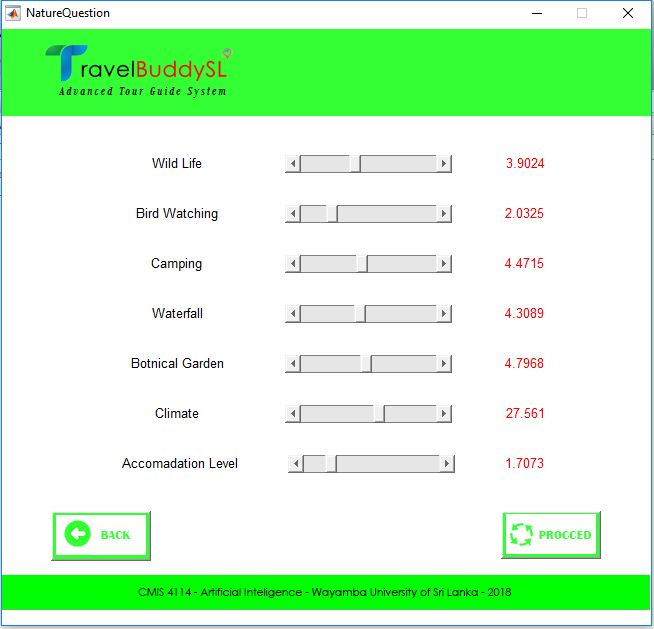 NatureQuestion
TravelBuddySL
Advanced Tour Guide System
Wild Life 3.9024
Bird Watching 2.0325
Camping 4.4715
Waterfall 4.3089
Botnical Garden 4.7968
Climate 27.561
Accomadation Level 1.7073
BACK PROCCED
CMIS 4114 - Artificial Inteligence - Wayamba University of Sri Lanka - 2018